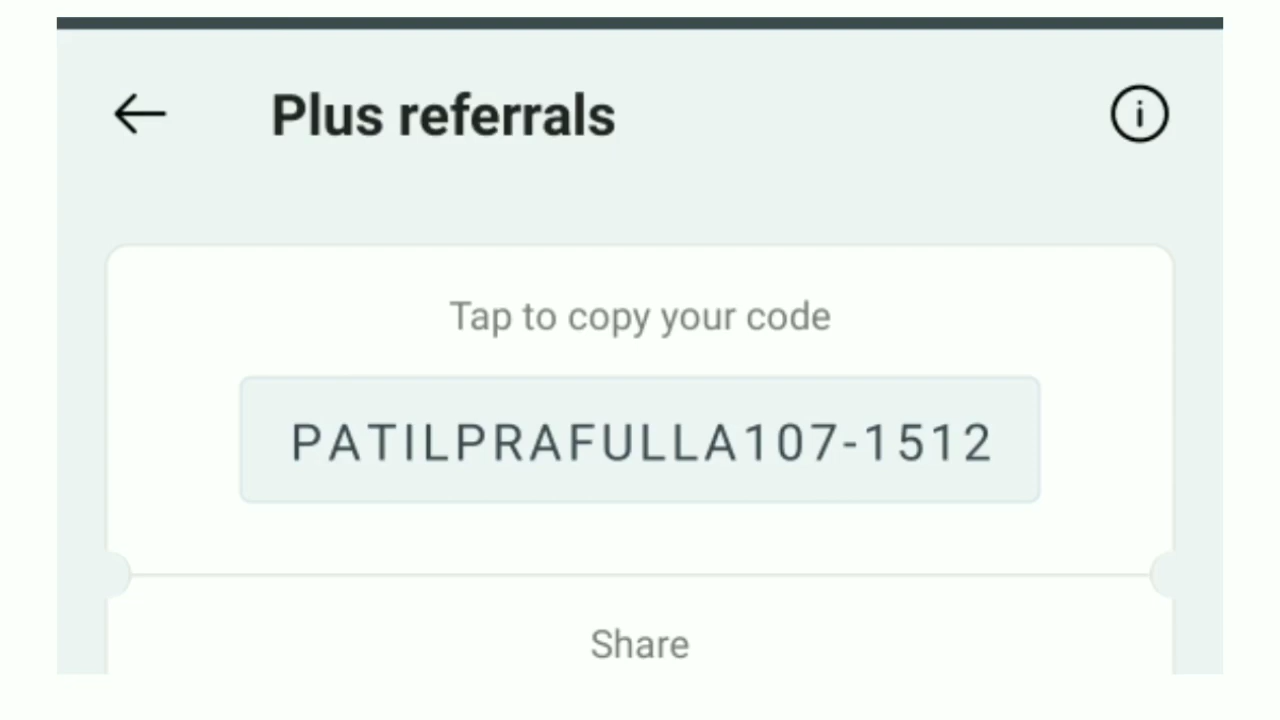 Plus referrals
Tap to copy your code
PATILPRAFULLA107-1512
Share